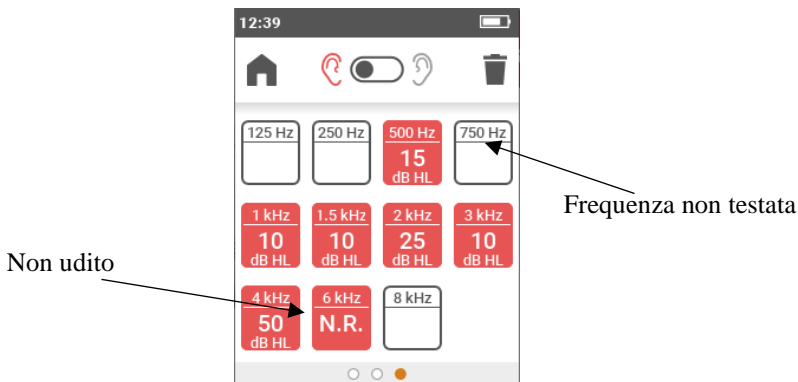 12:39
125 Hz 250 Hz 500 Hz 750 Hz
15
dB HL
Frequenza non testata
1 kHz 1.5 kHz 2 kHz 3 kHz
10 10 25 10
dB HL dB HL dB HL dB HL
Non udito
4 kHz 6 kHz 8 kHz
50 N.R.
dB HL